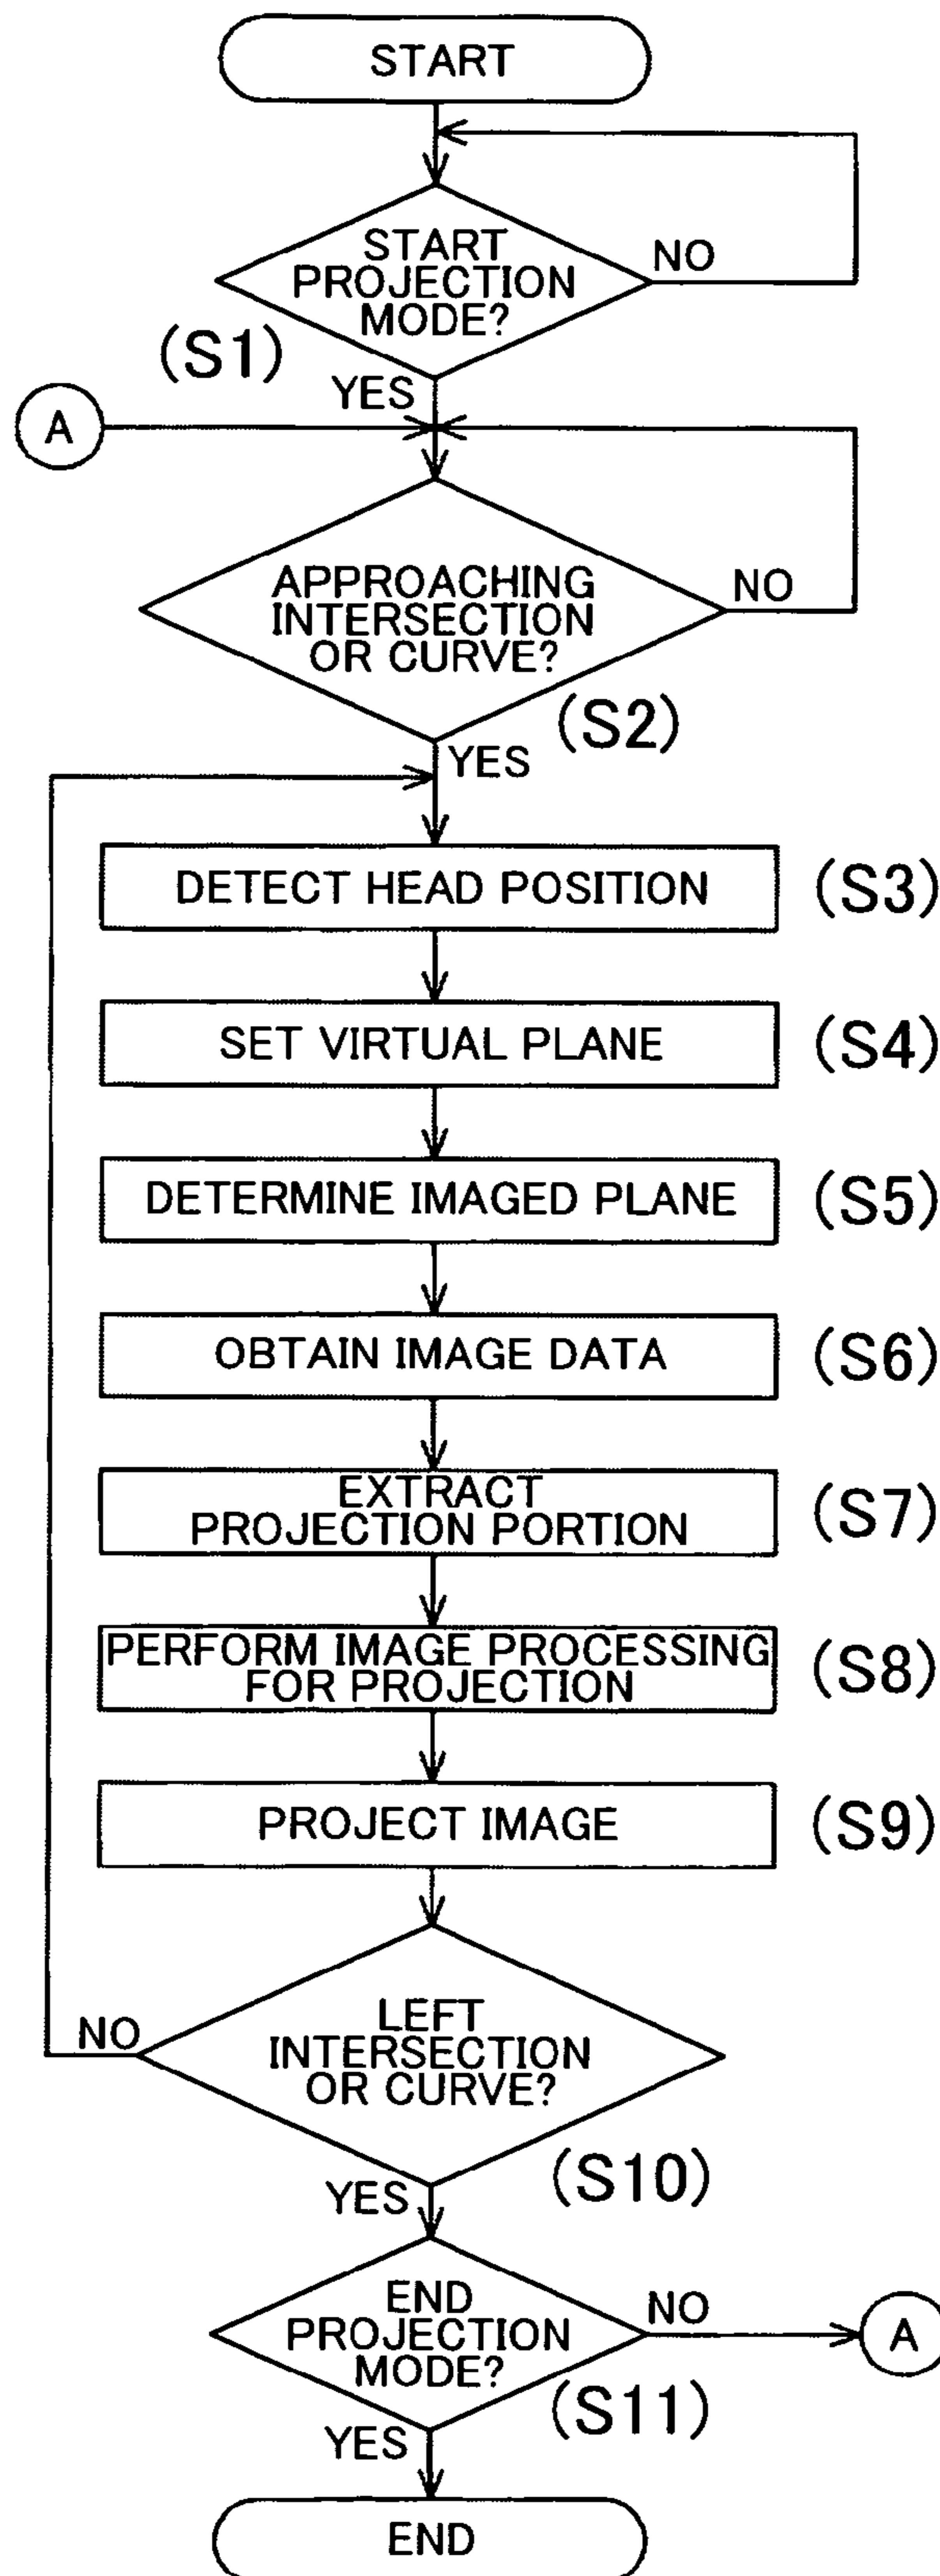 START
START
PROJECTION
MODE?
NO
(S1)
YES
A
APPROACHING
INTERSECTION
OR CURVE?
NO
(S2)
YES
DETECT HEAD POSITION
(S3)
SET VIRTUAL PLANE
(S4)
DETERMINE IMAGED PLANE
(S5)
OBTAIN IMAGE DATA
(S6)
EXTRACT
PROJECTION PORTION
(S7)
PERFORM IMAGE PROCESSING
FOR PROJECTION
(S8)
PROJECT IMAGE
(S9)
LEFT
INTERSECTION
OR CURVE?
NO
(S10)
YES
END
PROJECTION
MODE?
NO
A
(S11)
YES
END